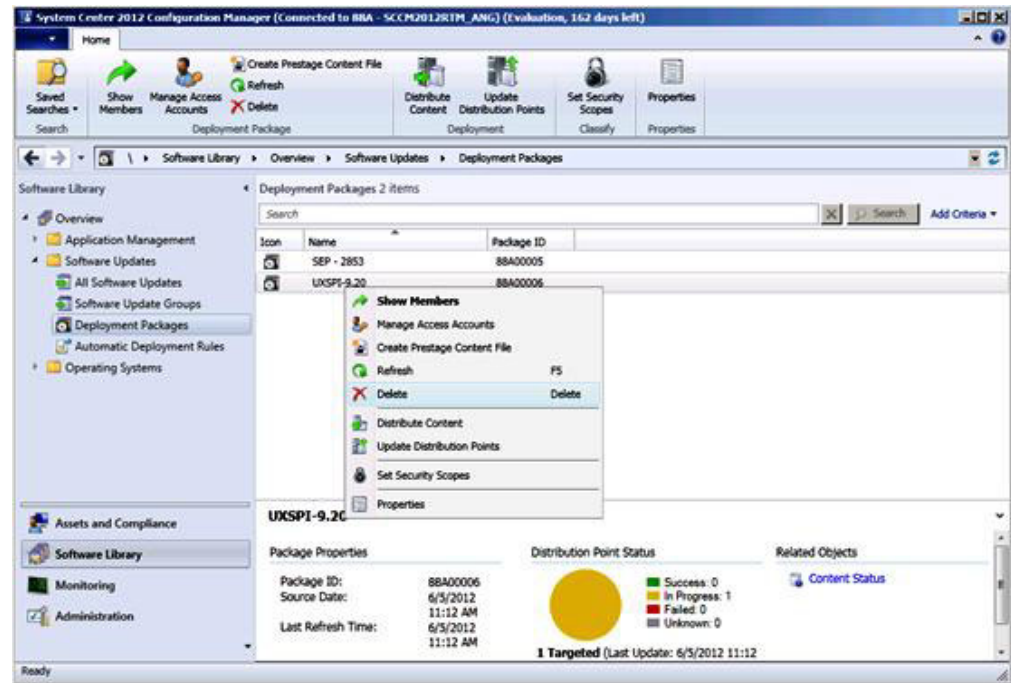 System Center 2012 Configuration Manager (Connected to BBA - SCCM2012RTM_ANG) (Evaluation, 162 days left)
Home
Saved Searches
Show Members
Manage Access Accounts
Create Prestage Content File
Refresh
Delete
Distribute Content
Update Distribution Points
Set Security Scopes
Properties
Search
Deployment Package
Deployment
Classify
Properties
\ Software Library Overview Software Updates Deployment Packages
Software Library
Overview
Application Management
Software Updates
All Software Updates
Software Update Groups
Deployment Packages
Automatic Deployment Rules
Operating Systems
Deployment Packages 2 items
Search
Search
Add Criteria
Icon Name Package ID
SEP - 2853 BBA00005
UXSPI-9.20 BBA00006
Show Members
Manage Access Accounts
Create Prestage Content File
Refresh F5
Delete Delete
Distribute Content
Update Distribution Points
Set Security Scopes
Properties
Assets and Compliance
Software Library
Monitoring
Administration
UXSPI-9.20
Package Properties
Package ID: BBA00006
Source Date: 6/5/2012
11:12 AM
Last Refresh Time: 6/5/2012
11:12 AM
Distribution Point Status
Success: 0
In Progress: 1
Failed: 0
Unknown: 0
1 Targeted (Last Update: 6/5/2012 11:12
Related Objects
Content Status
Ready